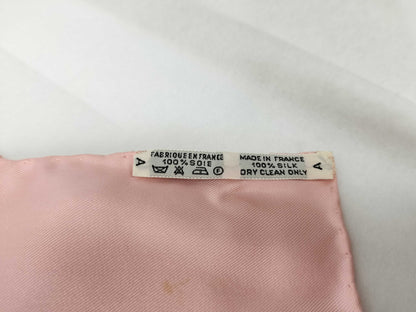 A
FABRIQUE EN FRANCE
100% SOIE
F
MADE IN FRANCE
100% SILK
DRY CLEAN ONLY
A